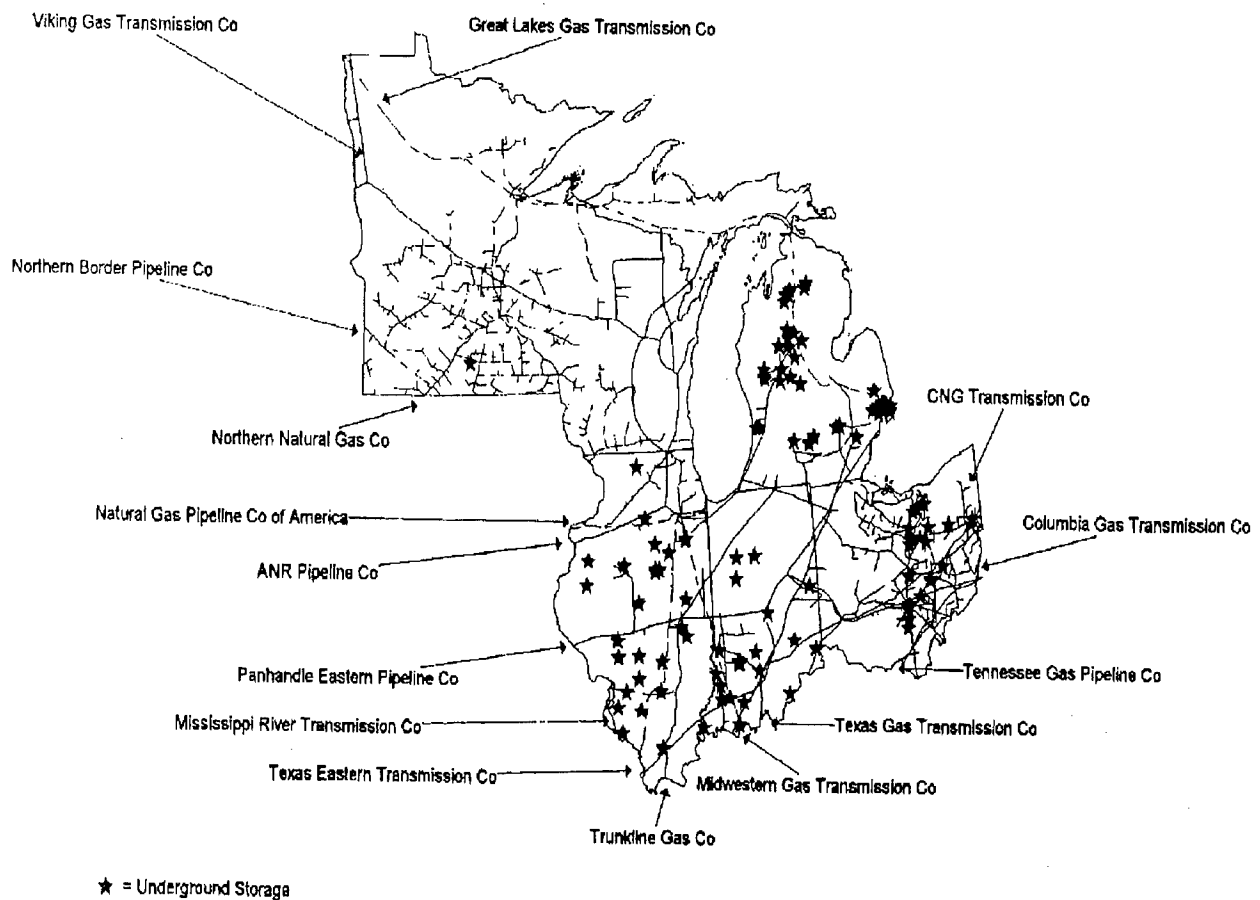 Viking Gas Transmission Co
Great Lakes Gas Transmission Co
Northern Border Pipeline Co
CNG Transmission Co
Northern Natural Gas Co
Natural Gas Pipeline Co of America
Columbia Gas Transmission Co
ANR Pipeline Co
Panhandle Eastern Pipeline Co
Tennessee Gas Pipeline Co
Mississippi River Transmission Co
Texas Gas Transmission Co
Texas Eastern Transmission Co
Midwestern Gas Transmission Co
Trunkline Gas Co
★ = Underground Storage